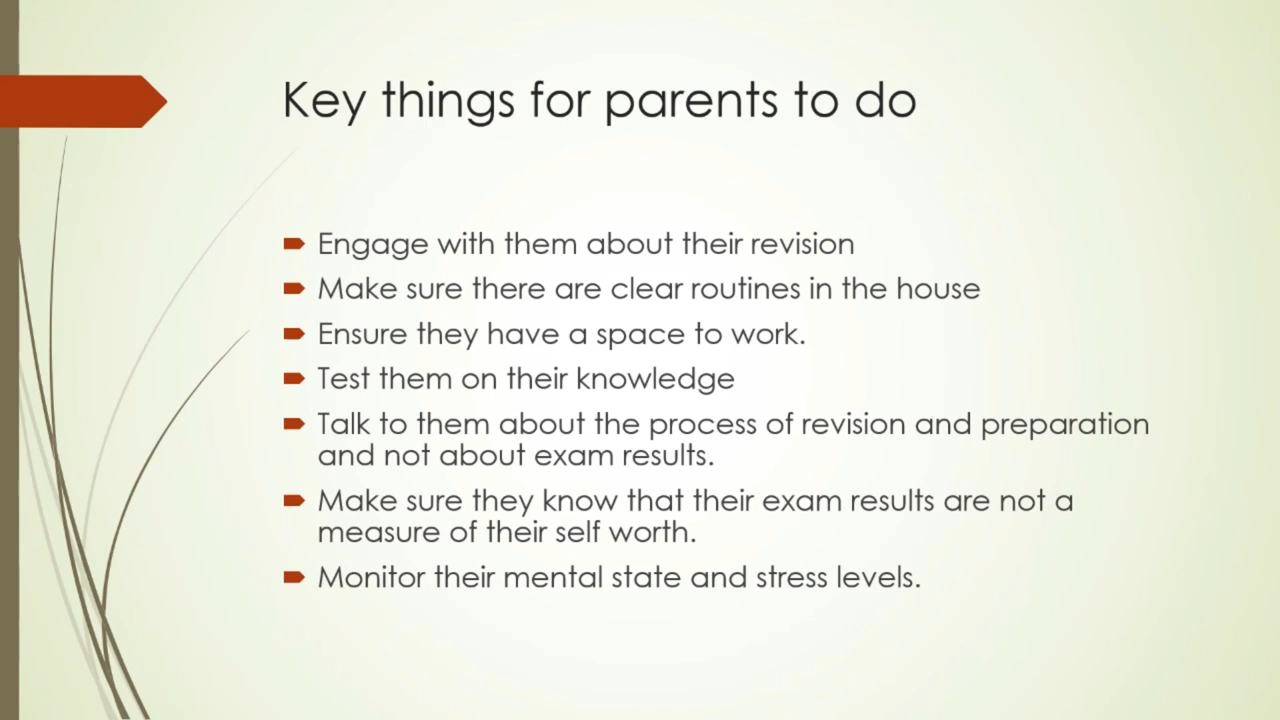 Key things for parents to do
Engage with them about their revision
Make sure there are clear routines in the house
Ensure they have a space to work.
Test them on their knowledge
Talk to them about the process of revision and preparation
and not about exam results.
Make sure they know that their exam results are not a
measure of their self worth.
Monitor their mental state and stress levels.